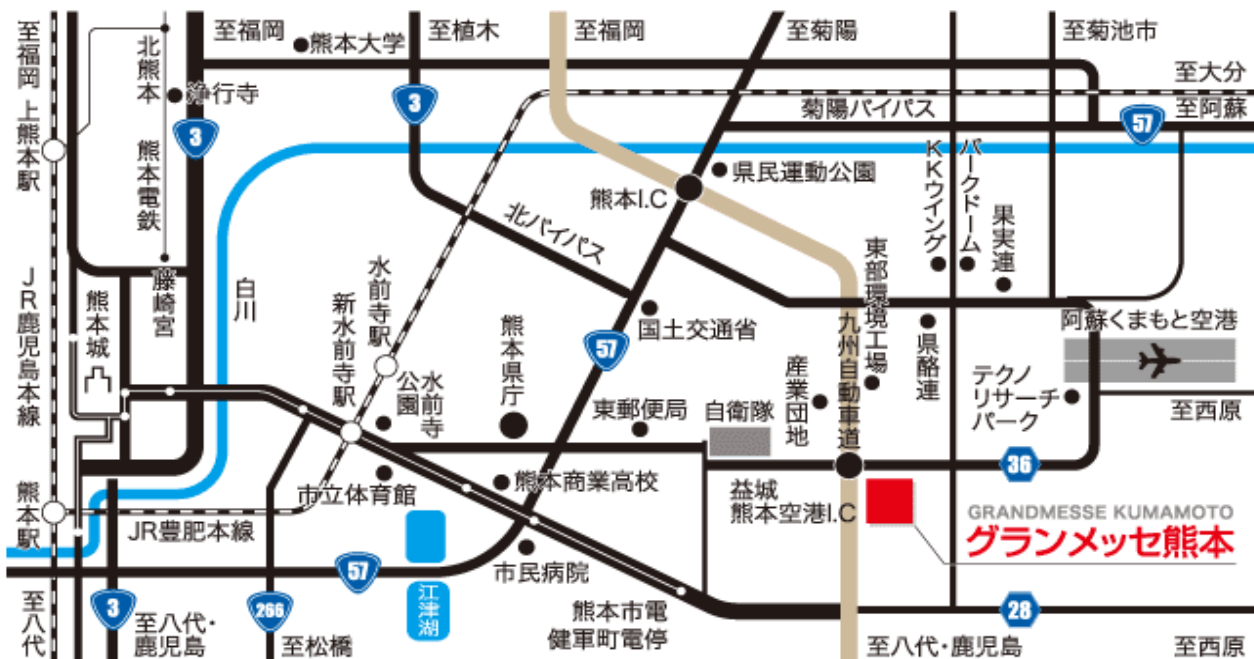 至福岡
至福岡
至植木
至福岡
至菊陽
至菊池市
北熊本
熊本大学
至大分
浄行寺
3
3
菊陽バイパス
至阿蘇
57
上熊本駅
熊本電鉄
県民運動公園
熊本I.C
KKウイング
パークドーム
果実連
北バイパス
東部環境工場
藤崎宮
白川
水前寺駅
新水前寺駅
JR鹿児島本線
熊本城
国土交通省
57
九州自動車道
県酪連
阿蘇くまもと空港
熊本県庁
水前寺
公園
東郵便局
自衛隊
産業団地
テクノ
リサーチ
パーク
至西原
36
市立体育館
熊本商業高校
益城
熊本空港I.C
GRANDMESSE KUMAMOTO
グランメッセ熊本
熊本駅
JR豊肥本線
市民病院
57
江津湖
3
266
28
至八代
至八代・
鹿児島
至松橋
熊本市電
健軍町電停
至八代・鹿児島
至西原